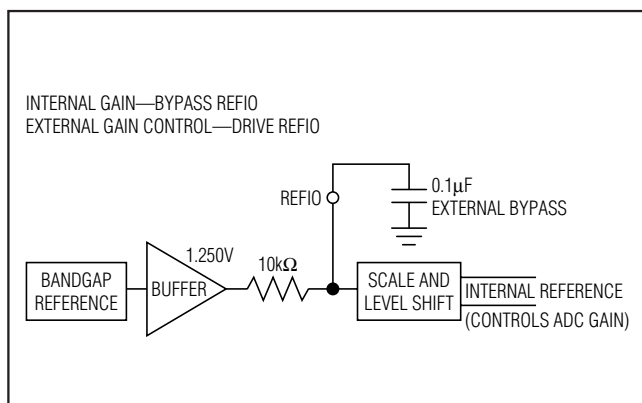 INTERNAL GAIN—BYPASS REFIO
EXTERNAL GAIN CONTROL—DRIVE REFIO
REFIO
0.1μF
EXTERNAL BYPASS
1.250V
10kΩ
BANDGAP
REFERENCE
BUFFER
SCALE AND
LEVEL SHIFT
INTERNAL REFERENCE
(CONTROLS ADC GAIN)